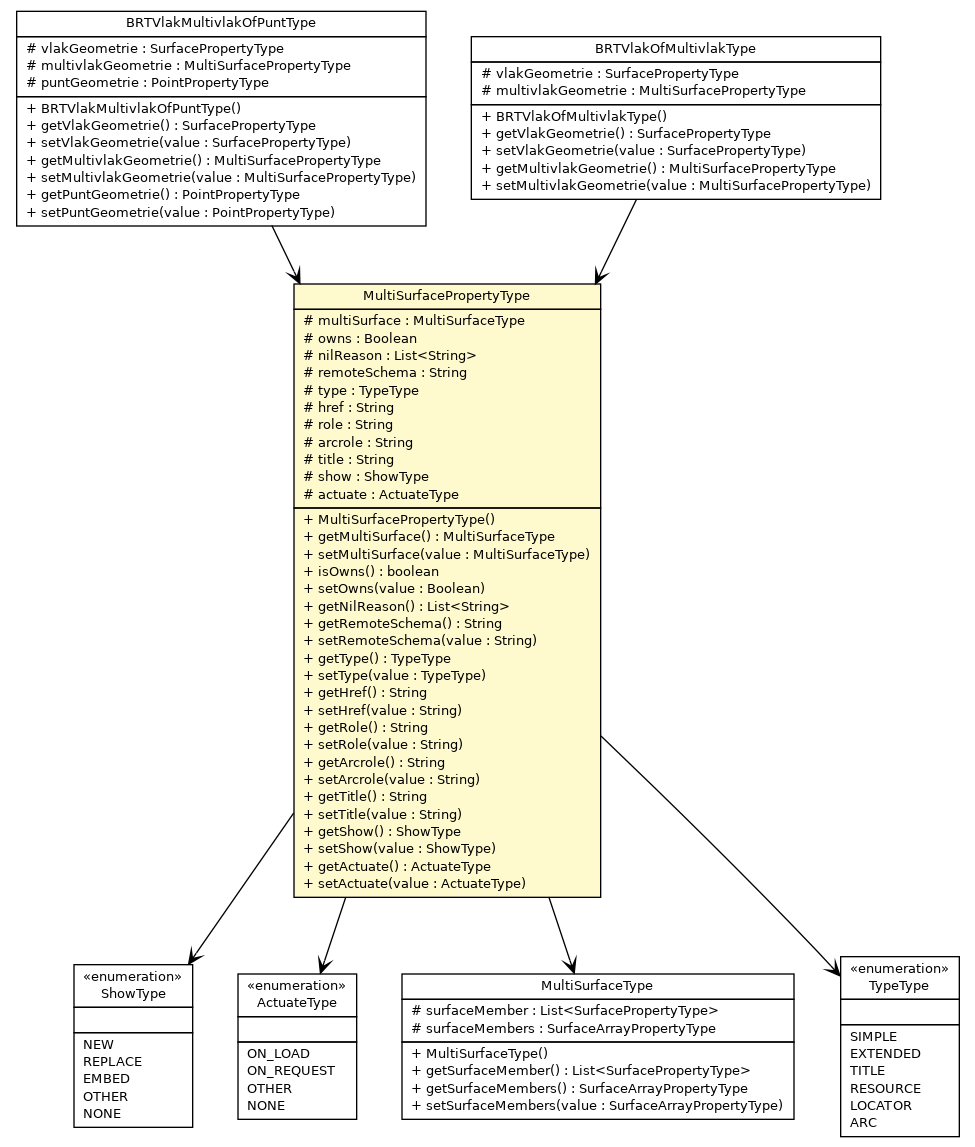 BRTVlakMultivlakOfPuntType
# vlakGeometrie : SurfacePropertyType
# multivlakGeometrie : MultiSurfacePropertyType
# puntGeometrie : PointPropertyType
+ BRTVlakMultivlakOfPuntType()
+ getVlakGeometrie() : SurfacePropertyType
+ setVlakGeometrie(value : SurfacePropertyType)
+ getMultivlakGeometrie() : MultiSurfacePropertyType
+ setMultivlakGeometrie(value : MultiSurfacePropertyType)
+ getPuntGeometrie() : PointPropertyType
+ setPuntGeometrie(value : PointPropertyType)
BRTVlakOfMultivlakType
# vlakGeometrie : SurfacePropertyType
# multivlakGeometrie : MultiSurfacePropertyType
+ BRTVlakOfMultivlakType()
+ getVlakGeometrie() : SurfacePropertyType
+ setVlakGeometrie(value : SurfacePropertyType)
+ getMultivlakGeometrie() : MultiSurfacePropertyType
+ setMultivlakGeometrie(value : MultiSurfacePropertyType)
MultiSurfacePropertyType
# multiSurface : MultiSurfaceType
# owns : Boolean
# nilReason : List<String>
# remoteSchema : String
# type : TypeType
# href : String
# role : String
# arcrole : String
# title : String
# show : ShowType
# actuate : ActuateType
+ MultiSurfacePropertyType()
+ getMultiSurface() : MultiSurfaceType
+ setMultiSurface(value : MultiSurfaceType)
+ isOwns() : boolean
+ setOwns(value : Boolean)
+ getNilReason() : List<String>
+ getRemoteSchema() : String
+ setRemoteSchema(value : String)
+ getType() : TypeType
+ setType(value : TypeType)
+ getHref() : String
+ setHref(value : String)
+ getRole() : String
+ setRole(value : String)
+ getArcrole() : String
+ setArcrole(value : String)
+ getTitle() : String
+ setTitle(value : String)
+ getShow() : ShowType
+ setShow(value : ShowType)
+ getActuate() : ActuateType
+ setActuate(value : ActuateType)
«enumeration»
ShowType
NEW
REPLACE
EMBED
OTHER
NONE
«enumeration»
ActuateType
ON_LOAD
ON_REQUEST
OTHER
NONE
MultiSurfaceType
# surfaceMember : List<SurfacePropertyType>
# surfaceMembers : SurfaceArrayPropertyType
+ MultiSurfaceType()
+ getSurfaceMember() : List<SurfacePropertyType>
+ getSurfaceMembers() : SurfaceArrayPropertyType
+ setSurfaceMembers(value : SurfaceArrayPropertyType)
«enumeration»
TypeType
SIMPLE
EXTENDED
TITLE
RESOURCE
LOCATOR
ARC